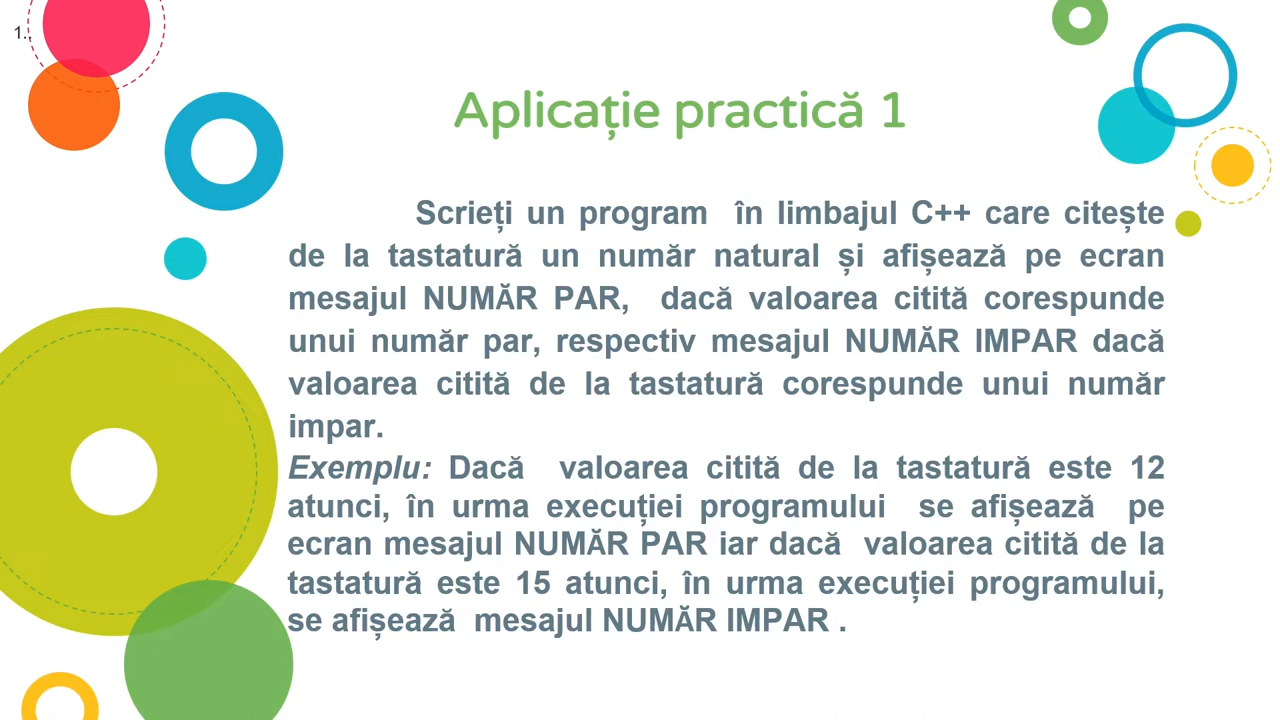 1..
Aplicație practică 1
Scrieți un program în limbajul C++ care citește
de la tastatură un număr natural și afișează pe ecran
mesajul NUMĂR PAR, dacă valoarea citită corespunde
unui număr par, respectiv mesajul NUMĂR IMPAR dacă
valoarea citită de la tastatură corespunde unui număr
impar.
Exemplu: Dacă valoarea citită de la tastatură este 12
atunci, în urma execuției programului se afișează pe
ecran mesajul NUMĂR PAR iar dacă valoarea citită de la
tastatură este 15 atunci, în urma execuției programului,
se afișează mesajul NUMĂR IMPAR .